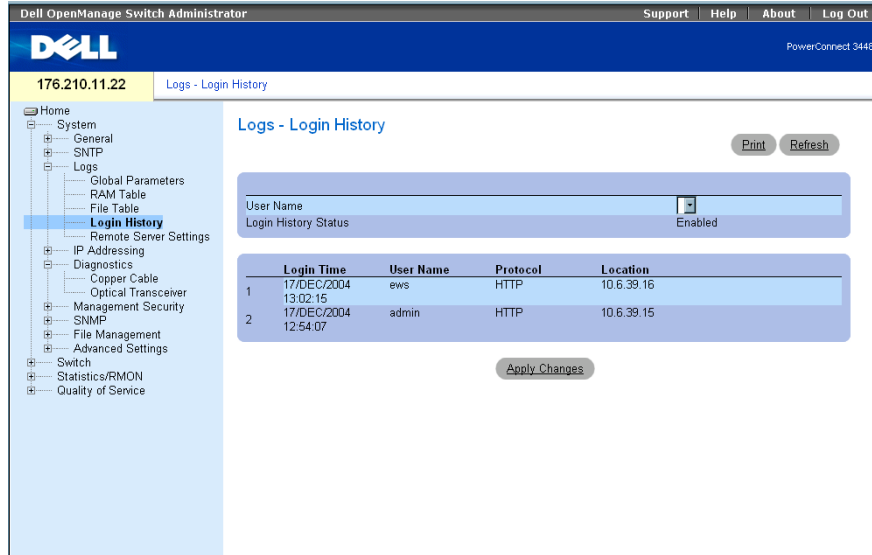 Dell OpenManage Switch Administrator
Support Help About Log Out
DELL
PowerConnect 3448
176.210.11.22
Logs - Login History
Home
System
General
SNTP
Logs
Global Parameters
RAM Table
File Table
Login History
Remote Server Settings
IP Addressing
Diagnostics
Copper Cable
Optical Transceiver
Management Security
SNMP
File Management
Advanced Settings
Switch
Statistics/RMON
Quality of Service
Logs - Login History
Print Refresh
User Name
Login History Status Enabled
Login Time User Name Protocol Location
1 17/DEC/2004 13:02:15 ews HTTP 10.6.39.16
2 17/DEC/2004 12:54:07 admin HTTP 10.6.39.15
Apply Changes